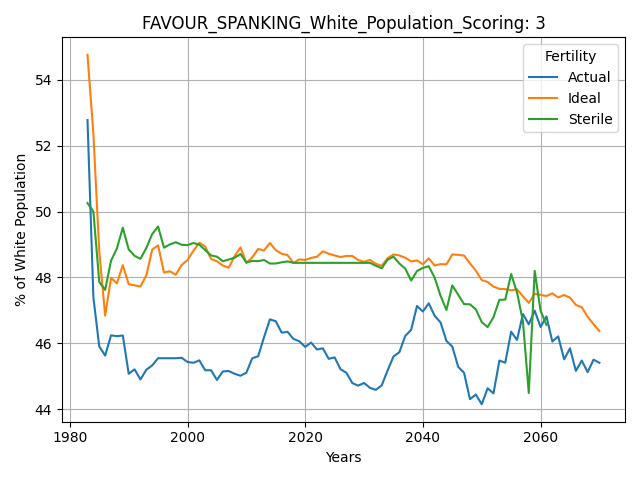 FAVOUR_SPANKING_White_Population_Scoring: 3
Fertility
Actual
Ideal
Sterile
% of White Population
54
52
50
48
46
44
1980
2000
2020
2040
2060
Years